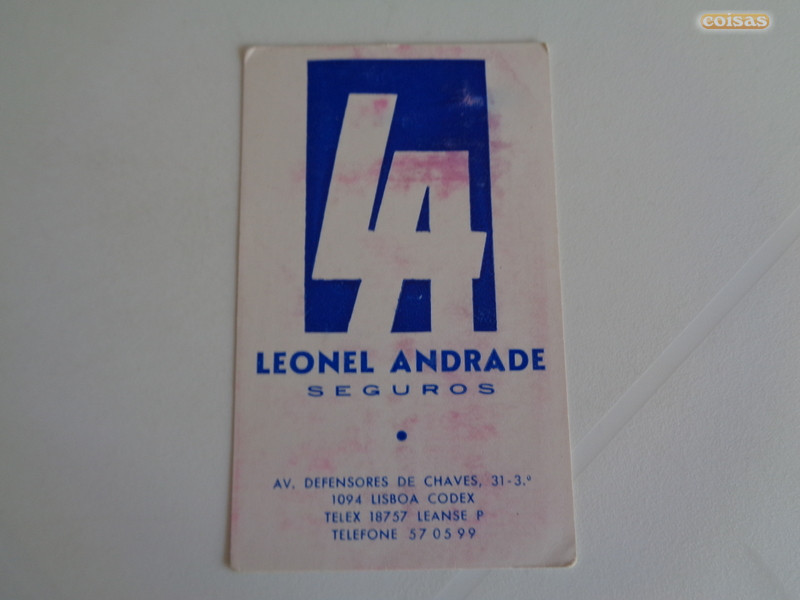 coisas
LA
LEONEL ANDRADE
SEGUROS
AV. DEFENSORES DE CHAVES, 31-3.º
1094 LISBOA CODEX
TELEX 18757 LEANSE P
TELEFONE 57 05 99